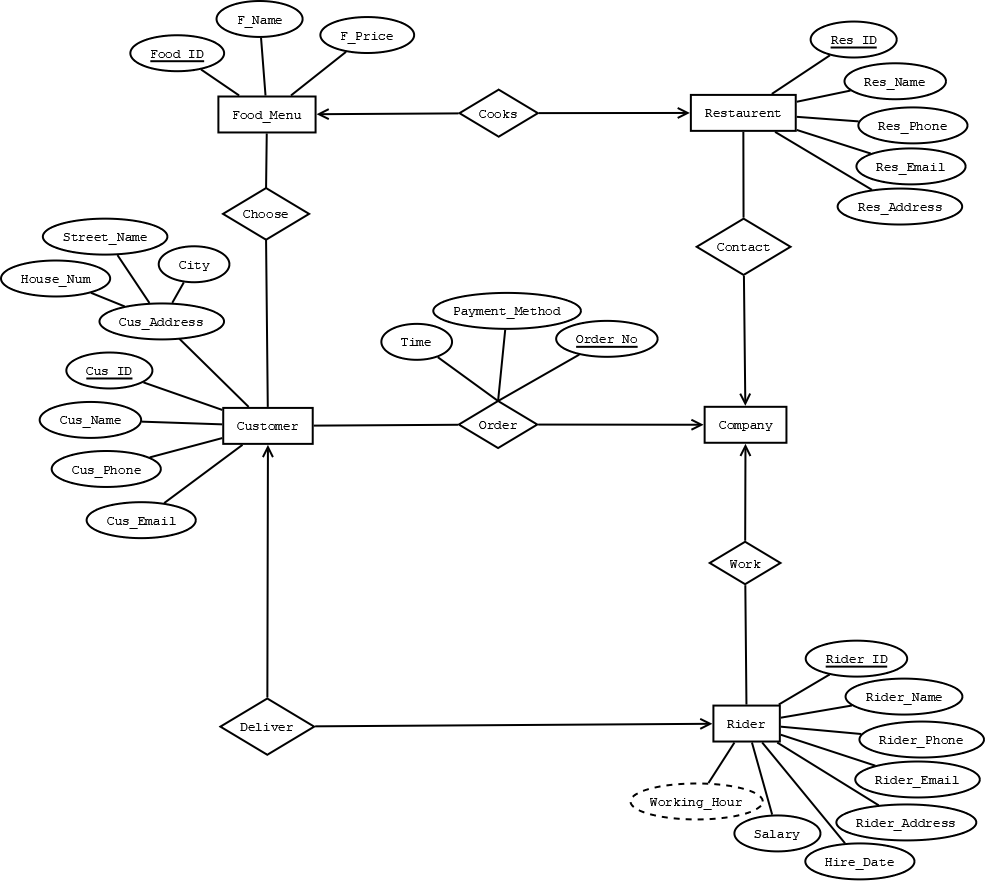 F_Name
F_Price
Food_ID
Res_ID
Res_Name
Food_Menu
Cooks
Restaurent
Res_Phone
Res_Email
Res_Address
Choose
Street_Name
City
House_Num
Contact
Cus_Address
Payment_Method
Time
Order_No
Cus_ID
Cus_Name
Customer
Order
Company
Cus_Phone
Cus_Email
Work
Rider_ID
Rider_Name
Deliver
Rider
Rider_Phone
Rider_Email
Working_Hour
Rider_Address
Salary
Hire_Date